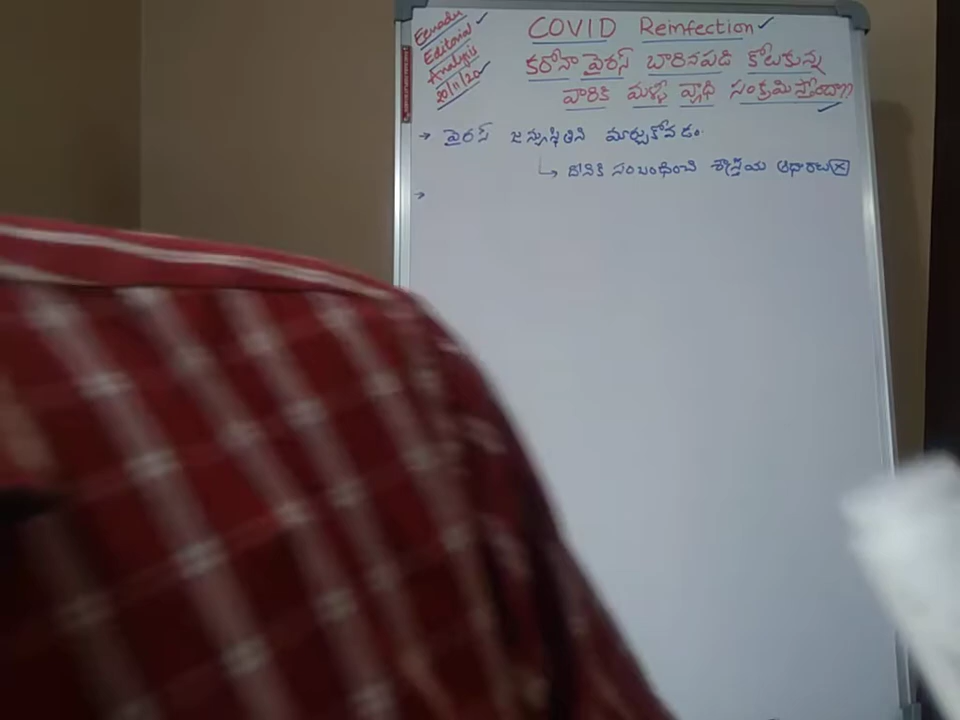 Eenadu
Editorial
Analysis
20/11/20
COVID Reinfection
కరోనా వైరస్ బారినపడి కోలుకున్న
వారికి మళ్ళీ వ్యాధి సంక్రమిస్తోందా??
→ వైరస్ జన్యుస్థితిని మార్చుకోవడం.
↳ దీనికి సంబంధించి శాస్త్రీయ ఆధారాలు
→